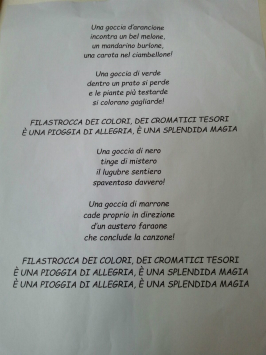 Una goccia d'arancione
incontra un bel melone,
un mandarino burlone,
una carota nel ciambellone!
Una goccia di verde
dentro un prato si perde
e le piante più testarde
si colorano gagliarde!
FILASTROCCA DEI COLORI, DEI CROMATICI TESORI
È UNA PIOGGIA DI ALLEGRIA, È UNA SPLENDIDA MAGIA
Una goccia di nero
tinge di mistero
il lugubre sentiero
spaventoso davvero!
Una goccia di marrone
cade proprio in direzione
d'un austero faraone
che conclude la canzone!
FILASTROCCA DEI COLORI, DEI CROMATICI TESORI
È UNA PIOGGIA DI ALLEGRIA, È UNA SPLENDIDA MAGIA
È UNA PIOGGIA DI ALLEGRIA, È UNA SPLENDIDA MAGIA